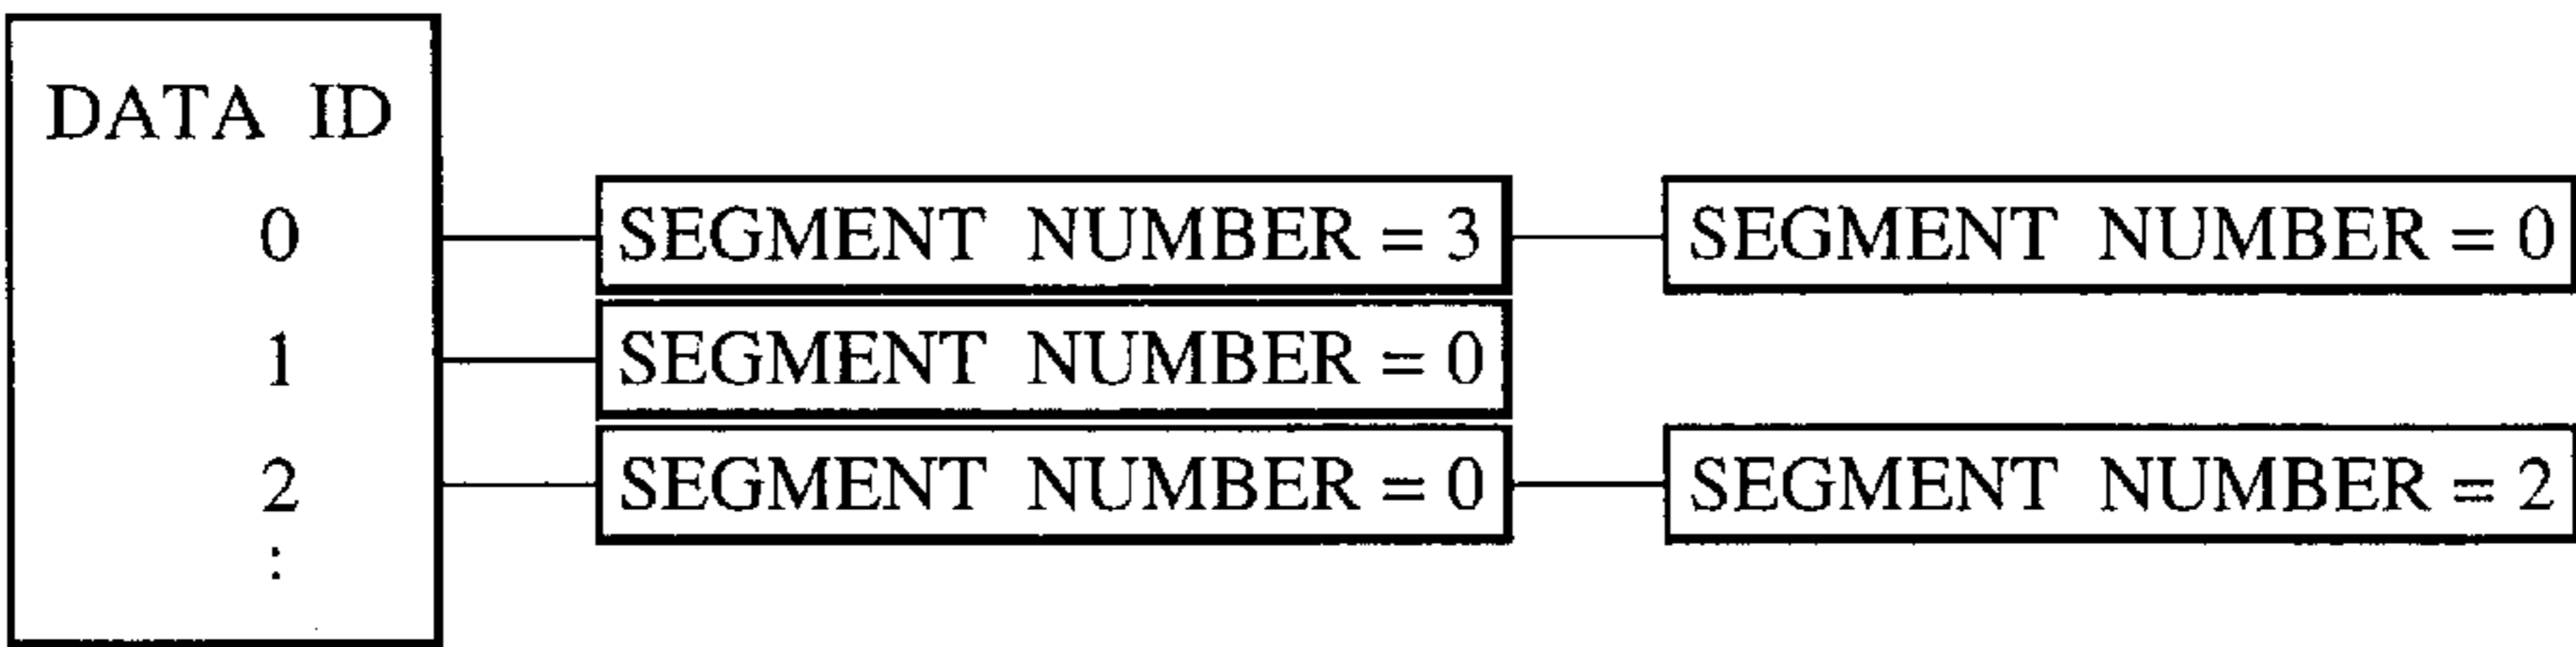 DATA ID
0 SEGMENT NUMBER = 3 SEGMENT NUMBER = 0
1 SEGMENT NUMBER = 0
2 SEGMENT NUMBER = 0 SEGMENT NUMBER = 2
: